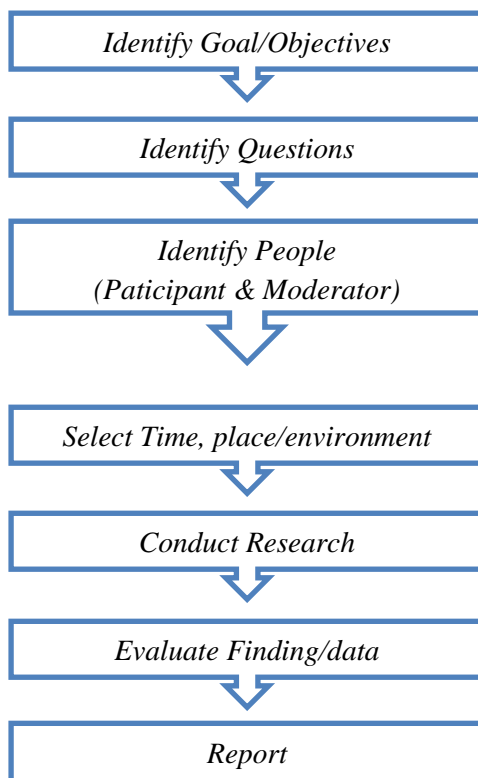 Identify Goal/Objectives
Identify Questions
Identify People
(Paticipant & Moderator)
Select Time, place/environment
Conduct Research
Evaluate Finding/data
Report